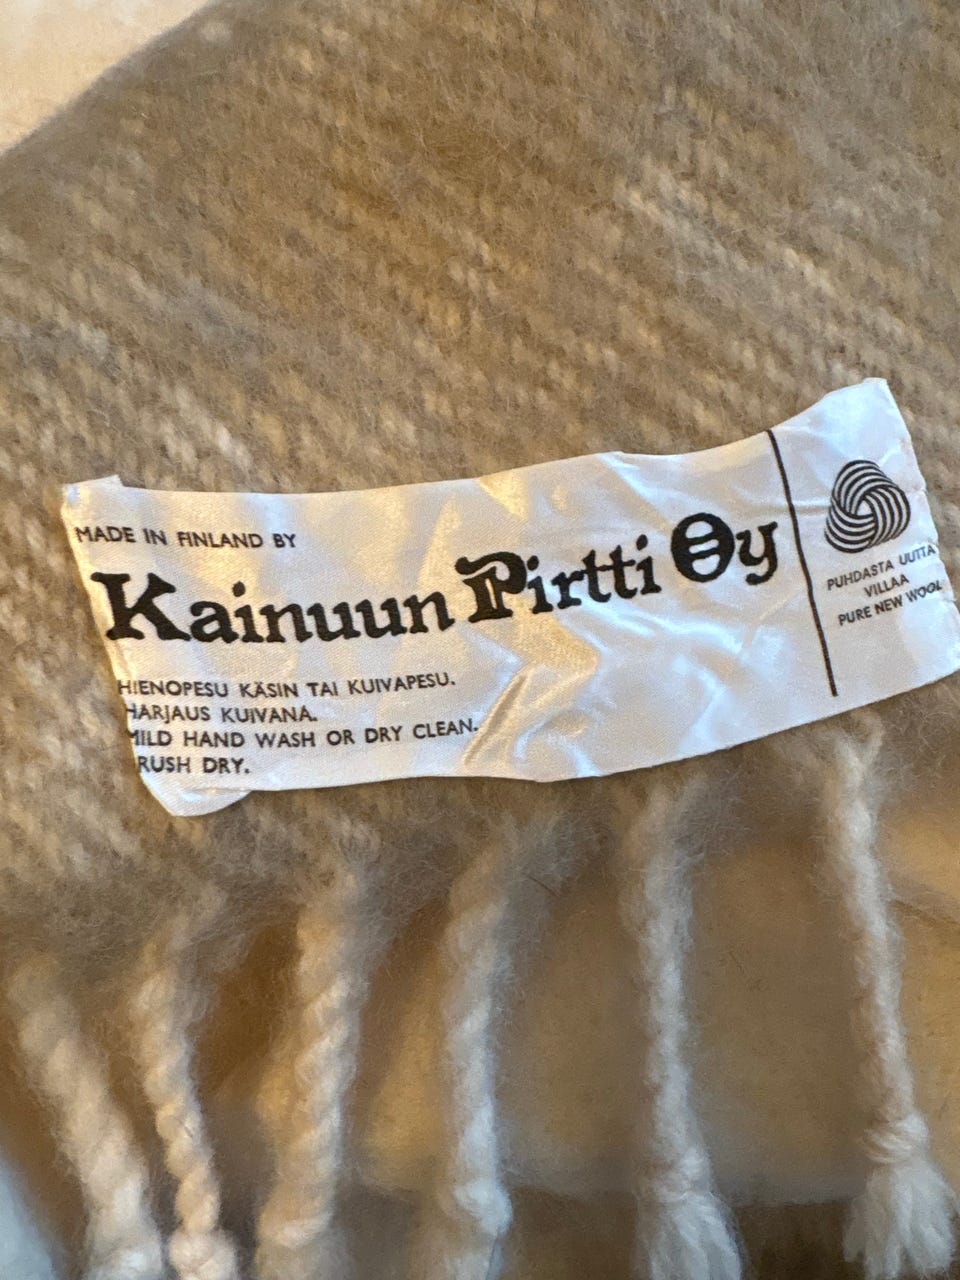 MADE IN FINLAND BY
Kainuun Pirtti Oy
HIENOPESU KÄSIN TAI KUIVAPESU.
HARJAUS KUIVANA.
MILD HAND WASH OR DRY CLEAN.
RUSH DRY.
PUHDASTA UUTTA
VILLAA
PURE NEW WOOL